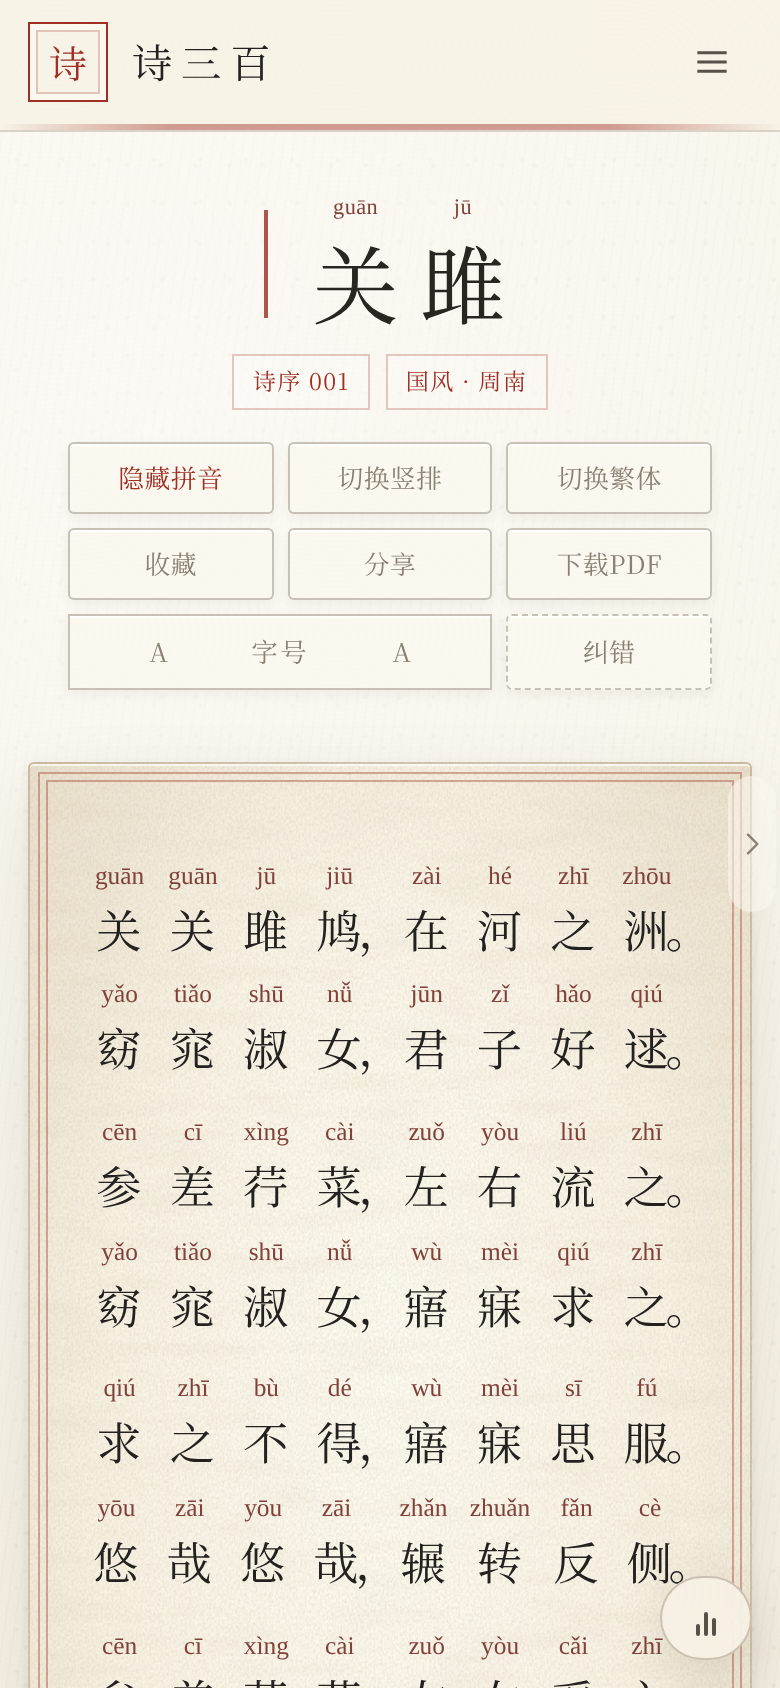 诗 诗三百
guān jū
关雎
诗序 001 国风 · 周南
隐藏拼音 切换竖排 切换繁体
收藏 分享 下载PDF
A 字号 A 纠错
guān guān jū jiū zài hé zhī zhōu
关关雎鸠，在河之洲。
yǎo tiǎo shū nǚ jūn zǐ hǎo qiú
窈窕淑女，君子好逑。
cēn cī xìng cài zuǒ yòu liú zhī
参差荇菜，左右流之。
yǎo tiǎo shū nǚ wù mèi qiú zhī
窈窕淑女，寤寐求之。
qiú zhī bù dé wù mèi sī fú
求之不得，寤寐思服。
yōu zāi yōu zāi zhǎn zhuǎn fǎn cè
悠哉悠哉，辗转反侧。
cēn cī xìng cài zuǒ yòu cǎi zhī